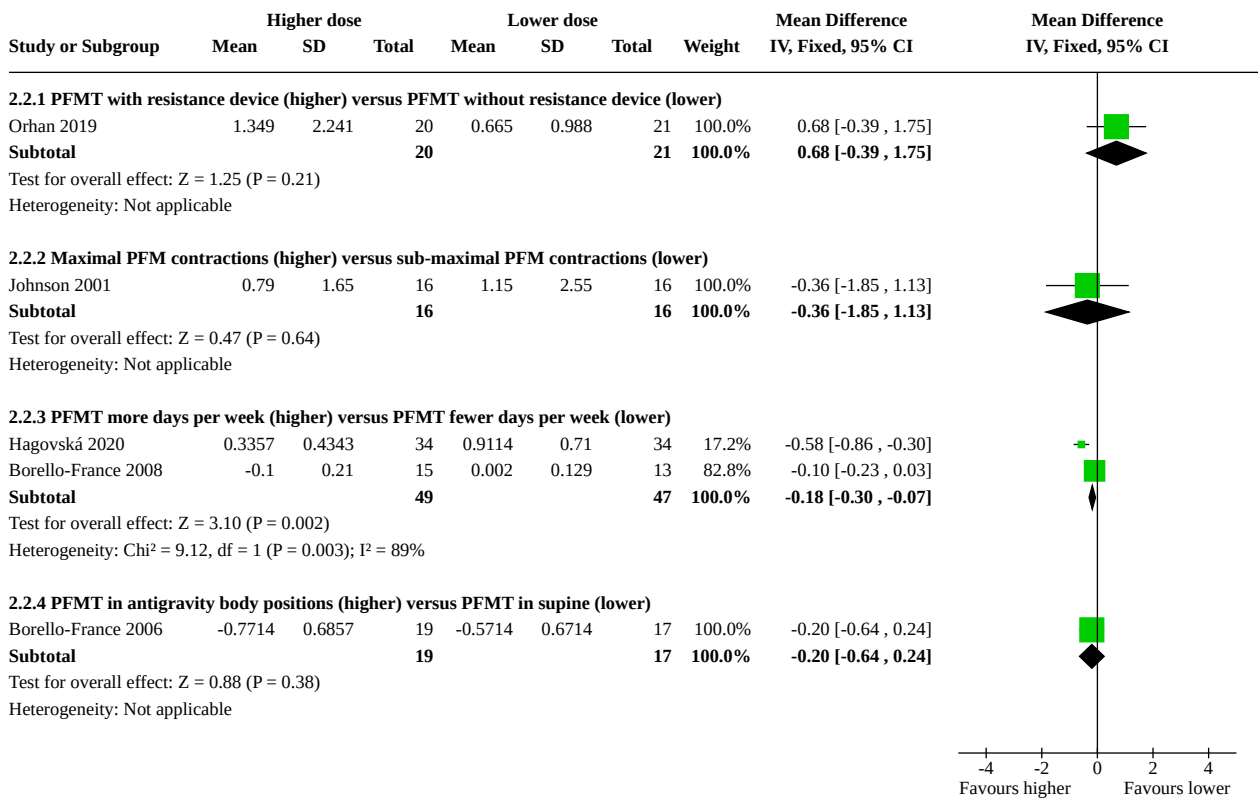 Higher dose Lower dose Mean Difference Mean Difference
Study or Subgroup Mean SD Total Mean SD Total Weight IV, Fixed, 95% CI IV, Fixed, 95% CI
2.2.1 PFMT with resistance device (higher) versus PFMT without resistance device (lower)
Orhan 2019 1.349 2.241 20 0.665 0.988 21 100.0% 0.68 [-0.39 , 1.75]
Subtotal 20 21 100.0% 0.68 [-0.39 , 1.75]
Test for overall effect: Z = 1.25 (P = 0.21)
Heterogeneity: Not applicable
2.2.2 Maximal PFM contractions (higher) versus sub-maximal PFM contractions (lower)
Johnson 2001 0.79 1.65 16 1.15 2.55 16 100.0% -0.36 [-1.85 , 1.13]
Subtotal 16 16 100.0% -0.36 [-1.85 , 1.13]
Test for overall effect: Z = 0.47 (P = 0.64)
Heterogeneity: Not applicable
2.2.3 PFMT more days per week (higher) versus PFMT fewer days per week (lower)
Hagovská 2020 0.3357 0.4343 34 0.9114 0.71 34 17.2% -0.58 [-0.86 , -0.30]
Borello-France 2008 -0.1 0.21 15 0.002 0.129 13 82.8% -0.10 [-0.23 , 0.03]
Subtotal 49 47 100.0% -0.18 [-0.30 , -0.07]
Test for overall effect: Z = 3.10 (P = 0.002)
Heterogeneity: Chi² = 9.12, df = 1 (P = 0.003); I² = 89%
2.2.4 PFMT in antigravity body positions (higher) versus PFMT in supine (lower)
Borello-France 2006 -0.7714 0.6857 19 -0.5714 0.6714 17 100.0% -0.20 [-0.64 , 0.24]
Subtotal 19 17 100.0% -0.20 [-0.64 , 0.24]
Test for overall effect: Z = 0.88 (P = 0.38)
Heterogeneity: Not applicable
-4 -2 0 2 4
Favours higher Favours lower